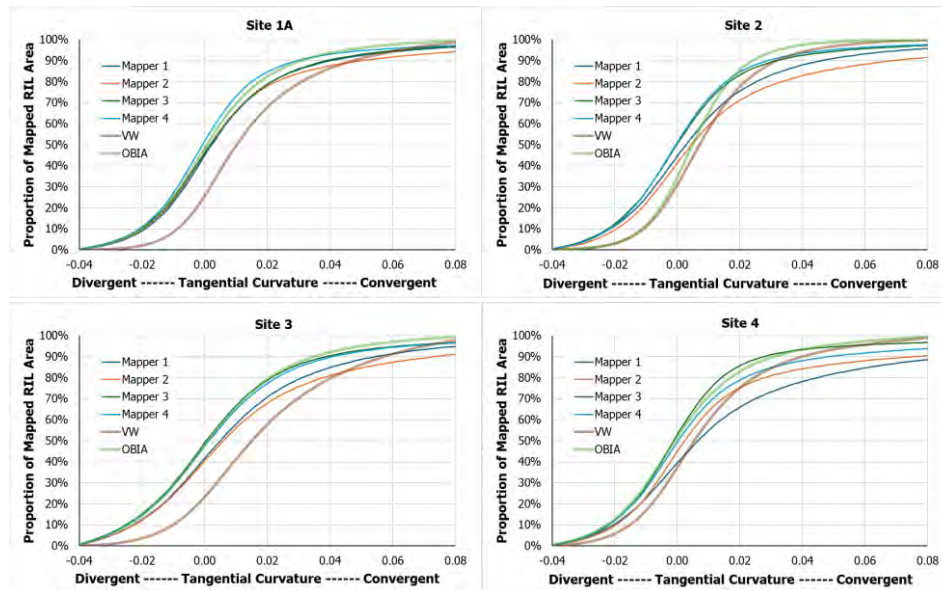 Site 1A
Proportion of Mapped RIL Area
100%
90%
80%
70%
60%
50%
40%
30%
20%
10%
0%
Mapper 1
Mapper 2
Mapper 3
Mapper 4
VW
OBIA
-0.04 -0.02 0.00 0.02 0.04 0.06 0.08
Divergent ------ Tangential Curvature ------ Convergent
Site 2
Proportion of Mapped RIL Area
100%
90%
80%
70%
60%
50%
40%
30%
20%
10%
0%
Mapper 1
Mapper 2
Mapper 3
Mapper 4
VW
OBIA
-0.04 -0.02 0.00 0.02 0.04 0.06 0.08
Divergent ------ Tangential Curvature ------ Convergent
Site 3
Proportion of Mapped RIL Area
100%
90%
80%
70%
60%
50%
40%
30%
20%
10%
0%
Mapper 1
Mapper 2
Mapper 3
Mapper 4
VW
OBIA
-0.04 -0.02 0.00 0.02 0.04 0.06 0.08
Divergent ------ Tangential Curvature ------ Convergent
Site 4
Proportion of Mapped RIL Area
100%
90%
80%
70%
60%
50%
40%
30%
20%
10%
0%
Mapper 1
Mapper 2
Mapper 3
Mapper 4
VW
OBIA
-0.04 -0.02 0.00 0.02 0.04 0.06 0.08
Divergent ------ Tangential Curvature ------ Convergent